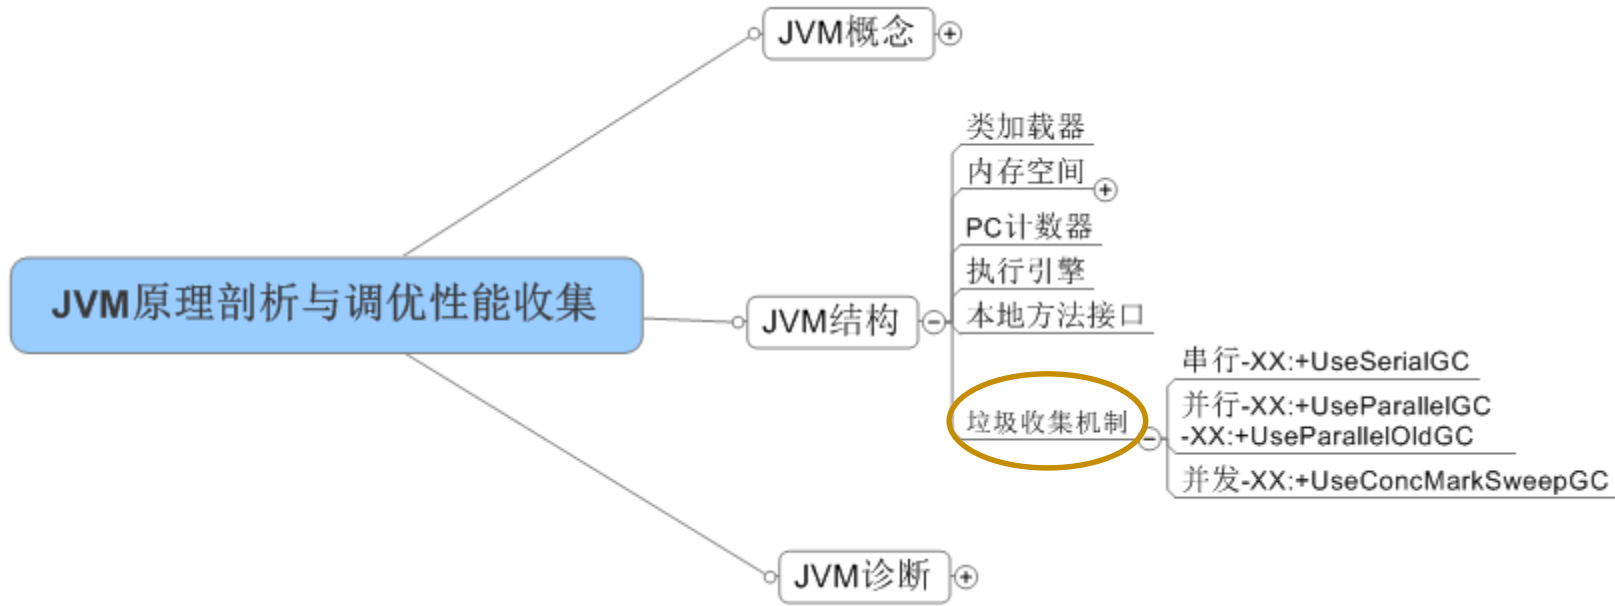 JVM概念
类加载器
内存空间
PC计数器
执行引擎
本地方法接口
JVM原理剖析与调优性能收集
JVM结构
垃圾收集机制
串行-XX:+UseSerialGC
并行-XX:+UseParallelGC
-XX:+UseParallelOldGC
并发-XX:+UseConcMarkSweepGC
JVM诊断